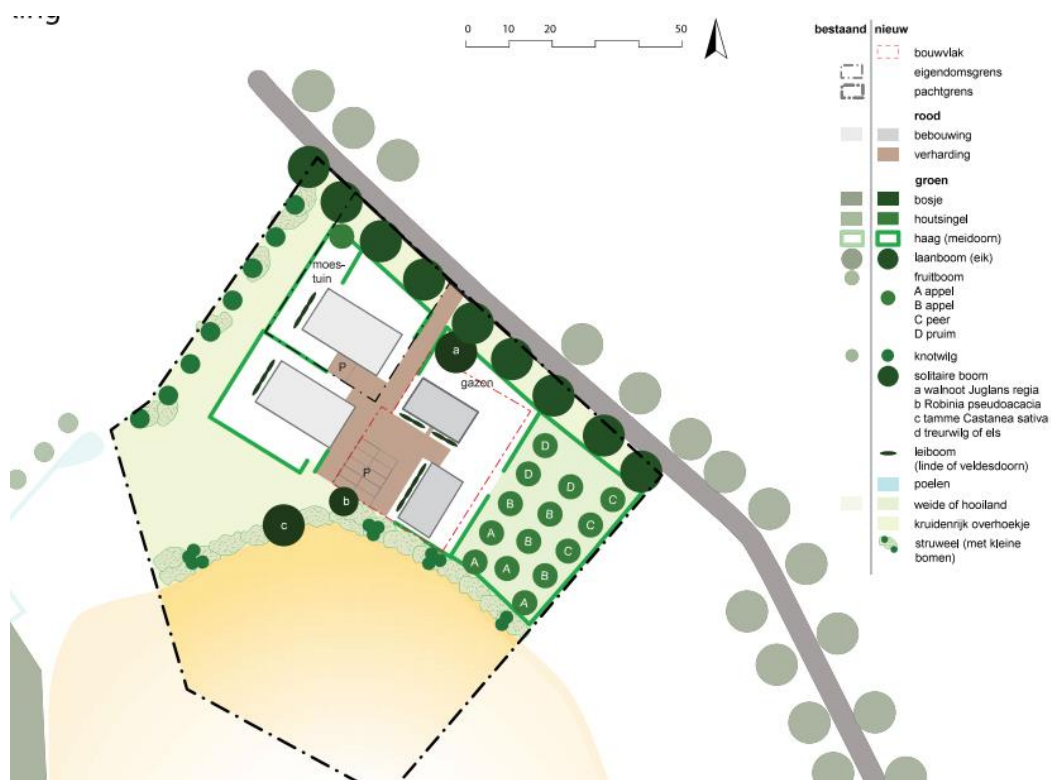 0 10 20 50
bestaand nieuw
bouwvlak
eigendomsgrens
pachtgrens
rood
bebouwing
verharding
groen
bosje
houtsingel
haag (meidoorn)
laanboom (eik)
fruitboom
A appel
B appel
C peer
D pruim
knotwilg
solitaire boom
a walnoot Juglans regia
b Robinia pseudoacacia
c tamme Castanea sativa
d treurwilg of els
leiboom
(linde of veldesdoorn)
poelen
weide of hooiland
kruidenrijk overhoekje
struweel (met kleine
bomen)
moes-
tuin
a
P
gazon
D
D
D
P
B
C
b
B
C
c
A
B
C
A
A
B
A